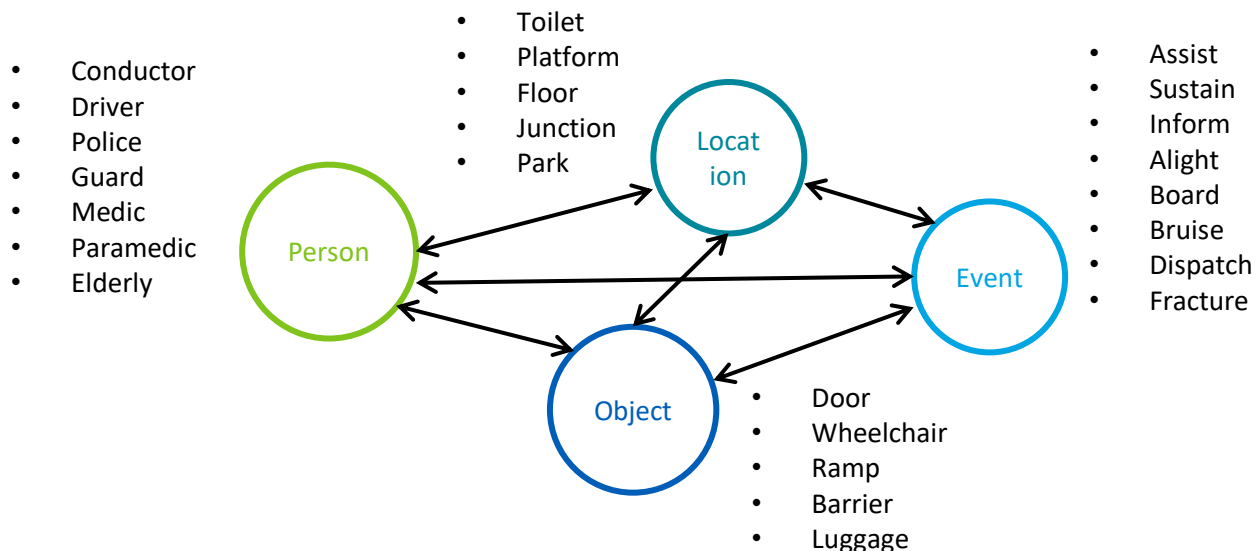 • Conductor
• Driver
• Police
• Guard
• Medic
• Paramedic
• Elderly
Person
• Toilet
• Platform
• Floor
• Junction
• Park
Locat
ion
• Assist
• Sustain
• Inform
• Alight
• Board
• Bruise
• Dispatch
• Fracture
Event
Object
• Door
• Wheelchair
• Ramp
• Barrier
• Luggage